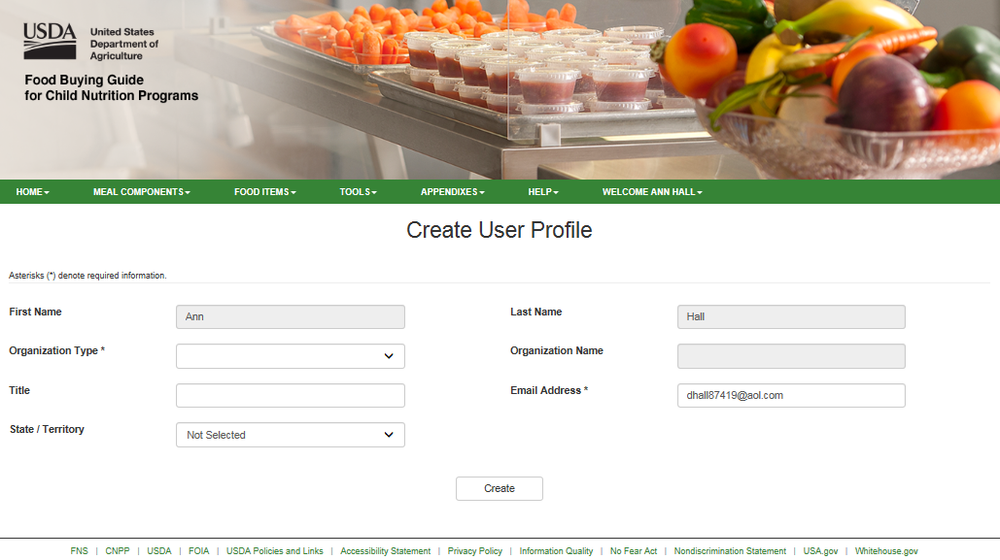 USDA
United States
Department of
Agriculture
Food Buying Guide
for Child Nutrition Programs
HOME MEAL COMPONENTS FOOD ITEMS TOOLS APPENDIXES HELP WELCOME ANN HALL
Create User Profile
Asterisks (*) denote required information.
First Name Ann Last Name Hall
Organization Type * Organization Name
Title Email Address * dhall87419@aol.com
State / Territory Not Selected
Create
FNS | CNPP | USDA | FOIA | USDA Policies and Links | Accessibility Statement | Privacy Policy | Information Quality | No Fear Act | Nondiscrimination Statement | USA.gov | Whitehouse.gov